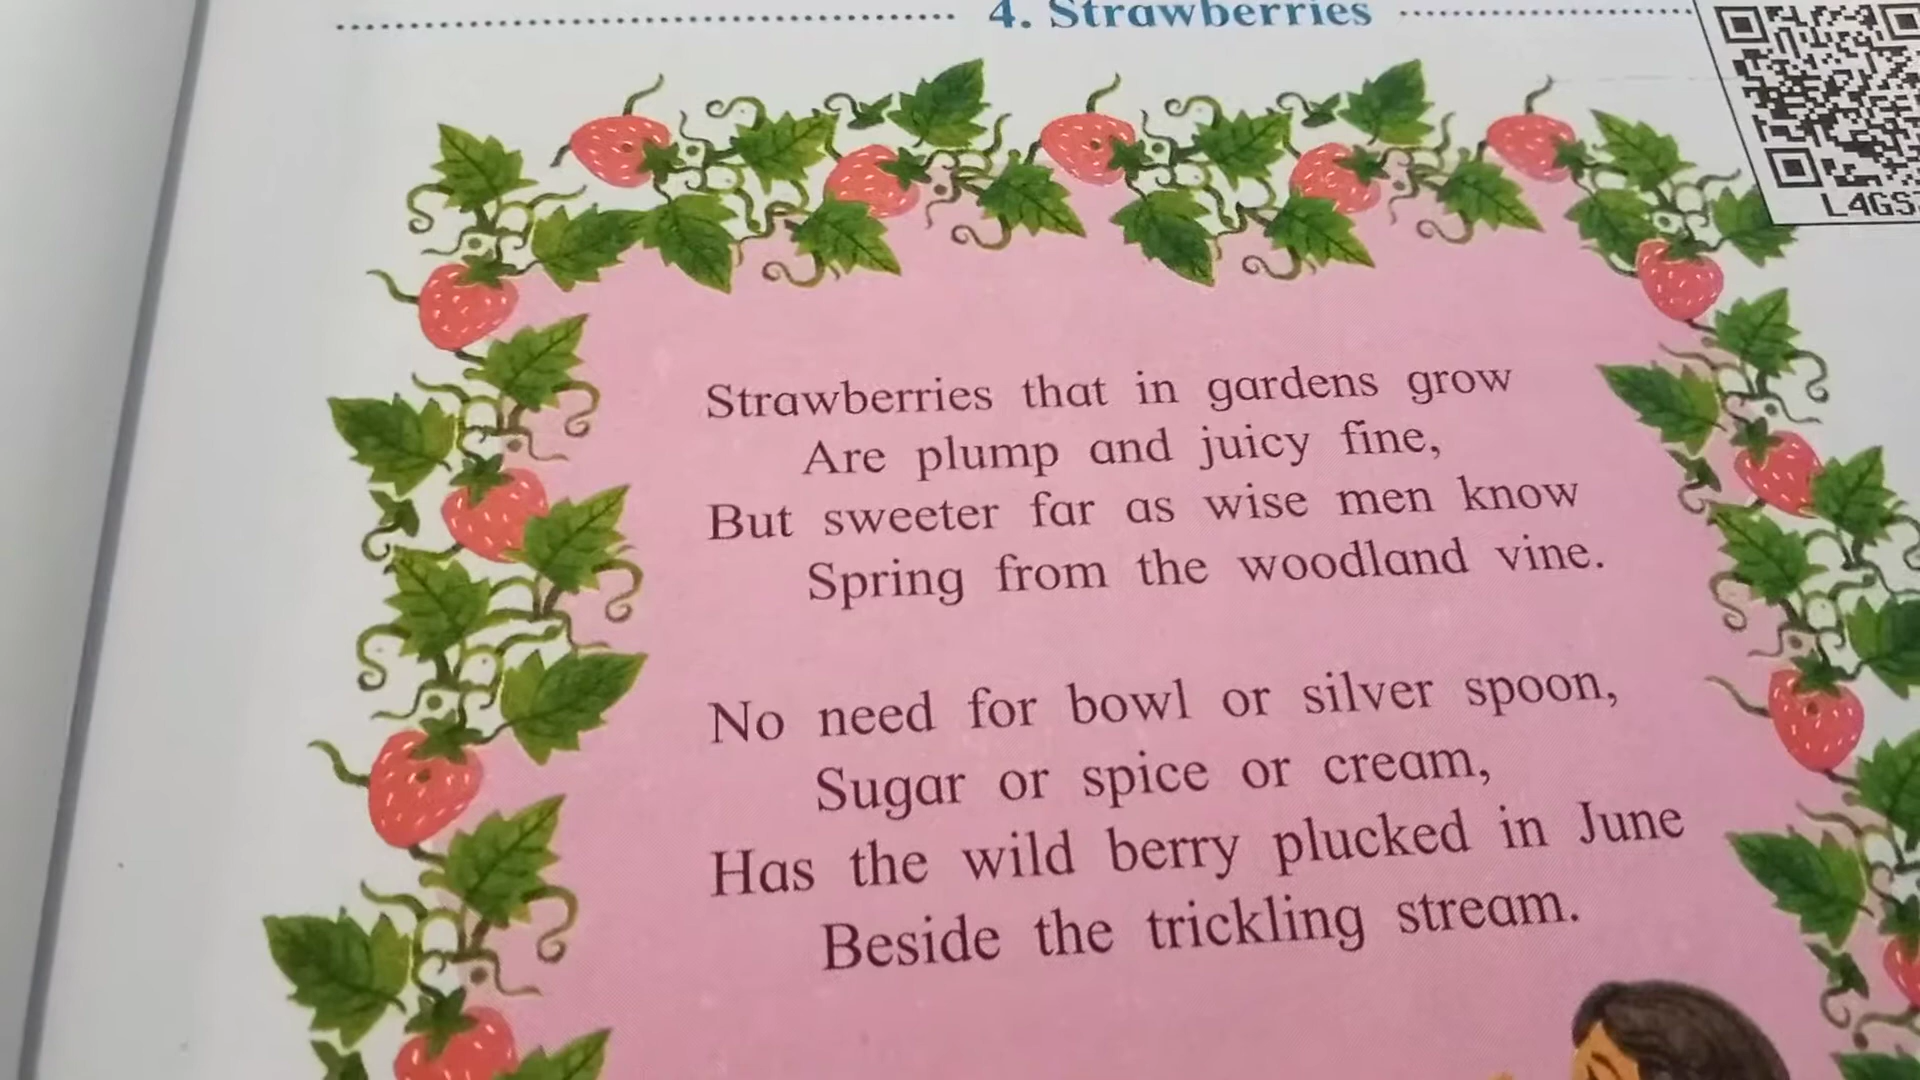 4. Strawberries
Strawberries that in gardens grow
Are plump and juicy fine,
But sweeter far as wise men know
Spring from the woodland vine.
No need for bowl or silver spoon,
Sugar or spice or cream,
Has the wild berry plucked in June
Beside the trickling stream.